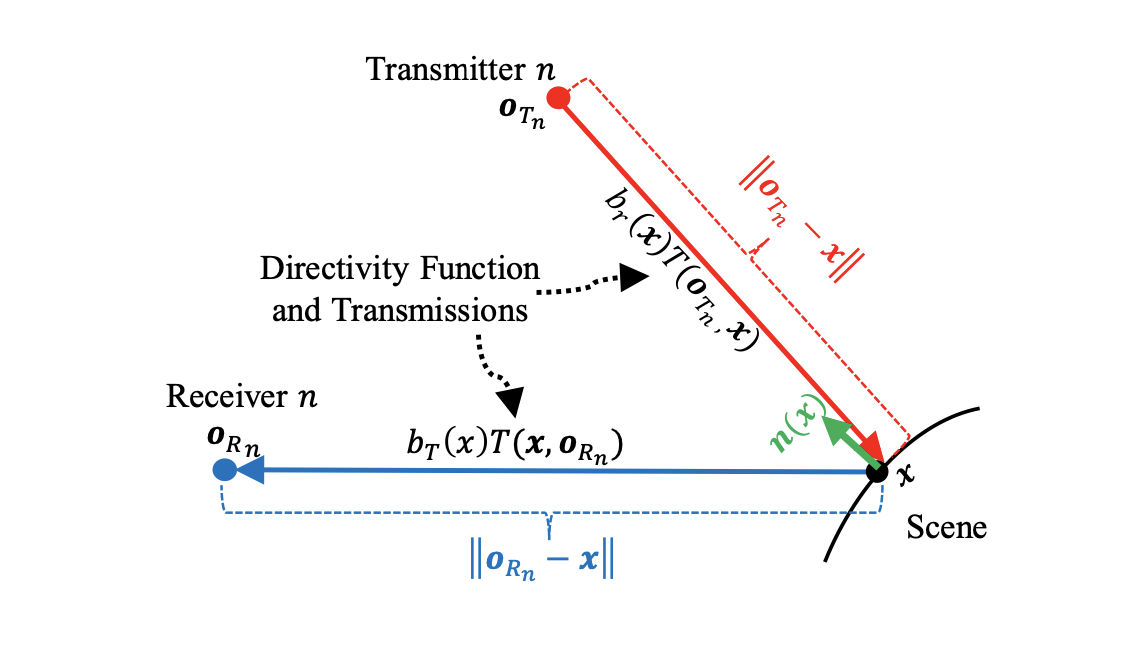 Transmitter n
o_{T_n}
‖o_{T_n} − x‖
b_r(x)T(o_{T_n}, x)
Directivity Function
and Transmissions
Receiver n
o_{R_n}
b_T(x)T(x, o_{R_n})
n(x)
x
Scene
‖o_{R_n} − x‖